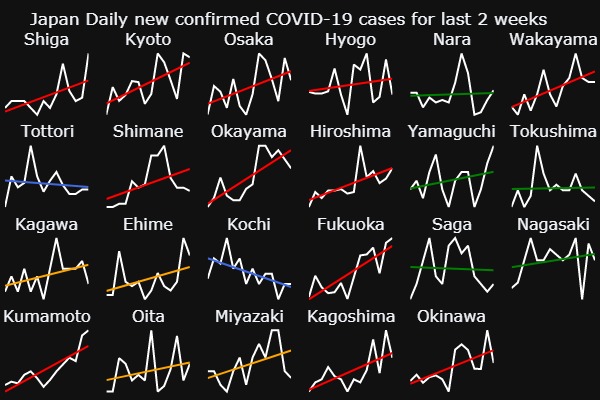 Japan Daily new confirmed COVID-19 cases for last 2 weeks
Shiga Kyoto Osaka Hyogo Nara Wakayama
Tottori Shimane Okayama Hiroshima Yamaguchi Tokushima
Kagawa Ehime Kochi Fukuoka Saga Nagasaki
Kumamoto Oita Miyazaki Kagoshima Okinawa